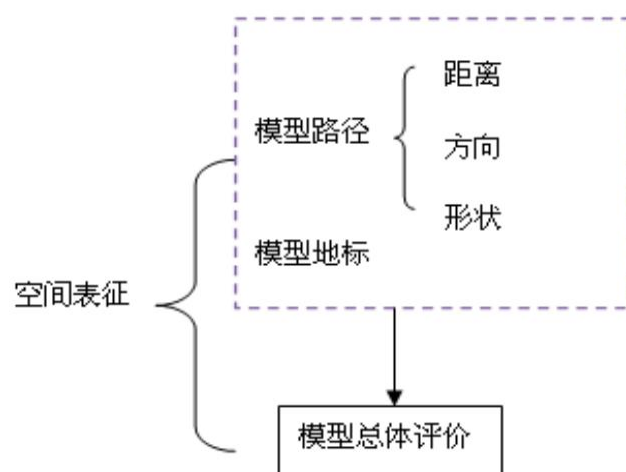 距离
模型路径
方向
形状
模型地标
空间表征
模型总体评价